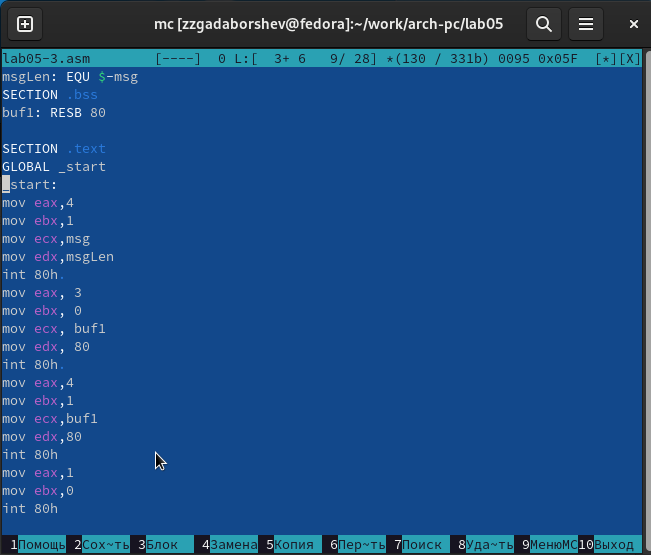 mc [zzgadaborshev@fedora]:~/work/arch-pc/lab05
lab05-3.asm [----] 0 L:[ 3+ 6 9/ 28] *(130 / 331b) 0095 0x05F [*][X]
msgLen: EQU $-msg
SECTION .bss
buf1: RESB 80
SECTION .text
GLOBAL _start
_start:
mov eax,4
mov ebx,1
mov ecx,msg
mov edx,msgLen
int 80h.
mov eax, 3
mov ebx, 0
mov ecx, buf1
mov edx, 80
int 80h.
mov eax,4
mov ebx,1
mov ecx,buf1
mov edx,80
int 80h
mov eax,1
mov ebx,0
int 80h
1Помощь 2Сох~ть 3Блок 4Замена 5Копия 6Пер~ть 7Поиск 8Уда~ть 9МенюMC 10Выход